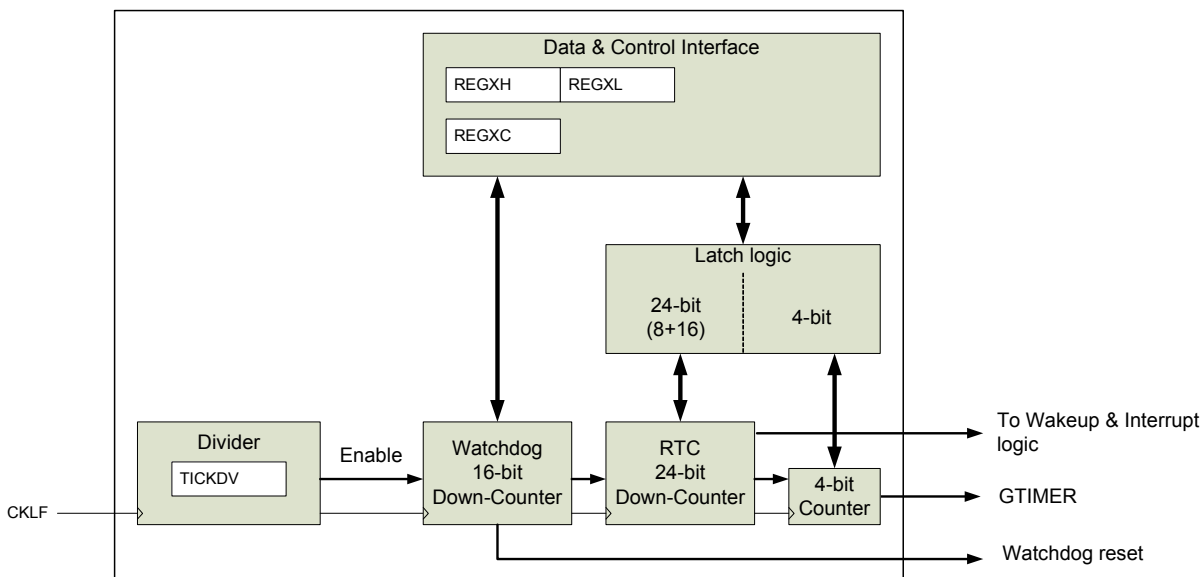 Data & Control Interface
REGXH
REGXL
REGXC
Latch logic
24-bit
(8+16)
4-bit
Divider
TICKDV
Enable
Watchdog
16-bit
Down-Counter
RTC
24-bit
Down-Counter
4-bit
Counter
To Wakeup & Interrupt
logic
GTIMER
CKLF
Watchdog reset